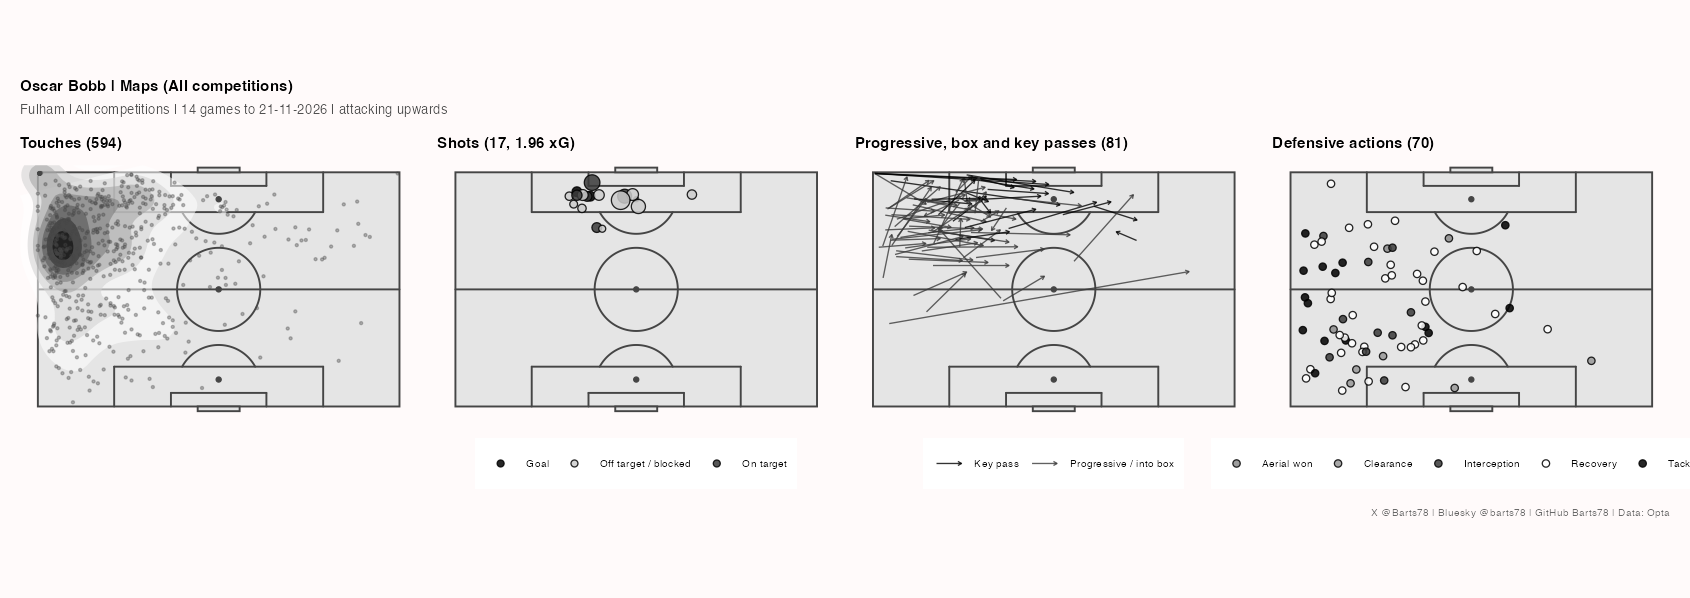 Oscar Bobb | Maps (All competitions)
Fulham | All competitions | 14 games to 21-11-2026 | attacking upwards
Touches (594)
Shots (17, 1.96 xG)
Progressive, box and key passes (81)
Defensive actions (70)
Goal
Off target / blocked
On target
Key pass
Progressive / into box
Aerial won
Clearance
Interception
Recovery
Tack
X @Barts78 | Bluesky @barts78 | GitHub Barts78 | Data: Opta